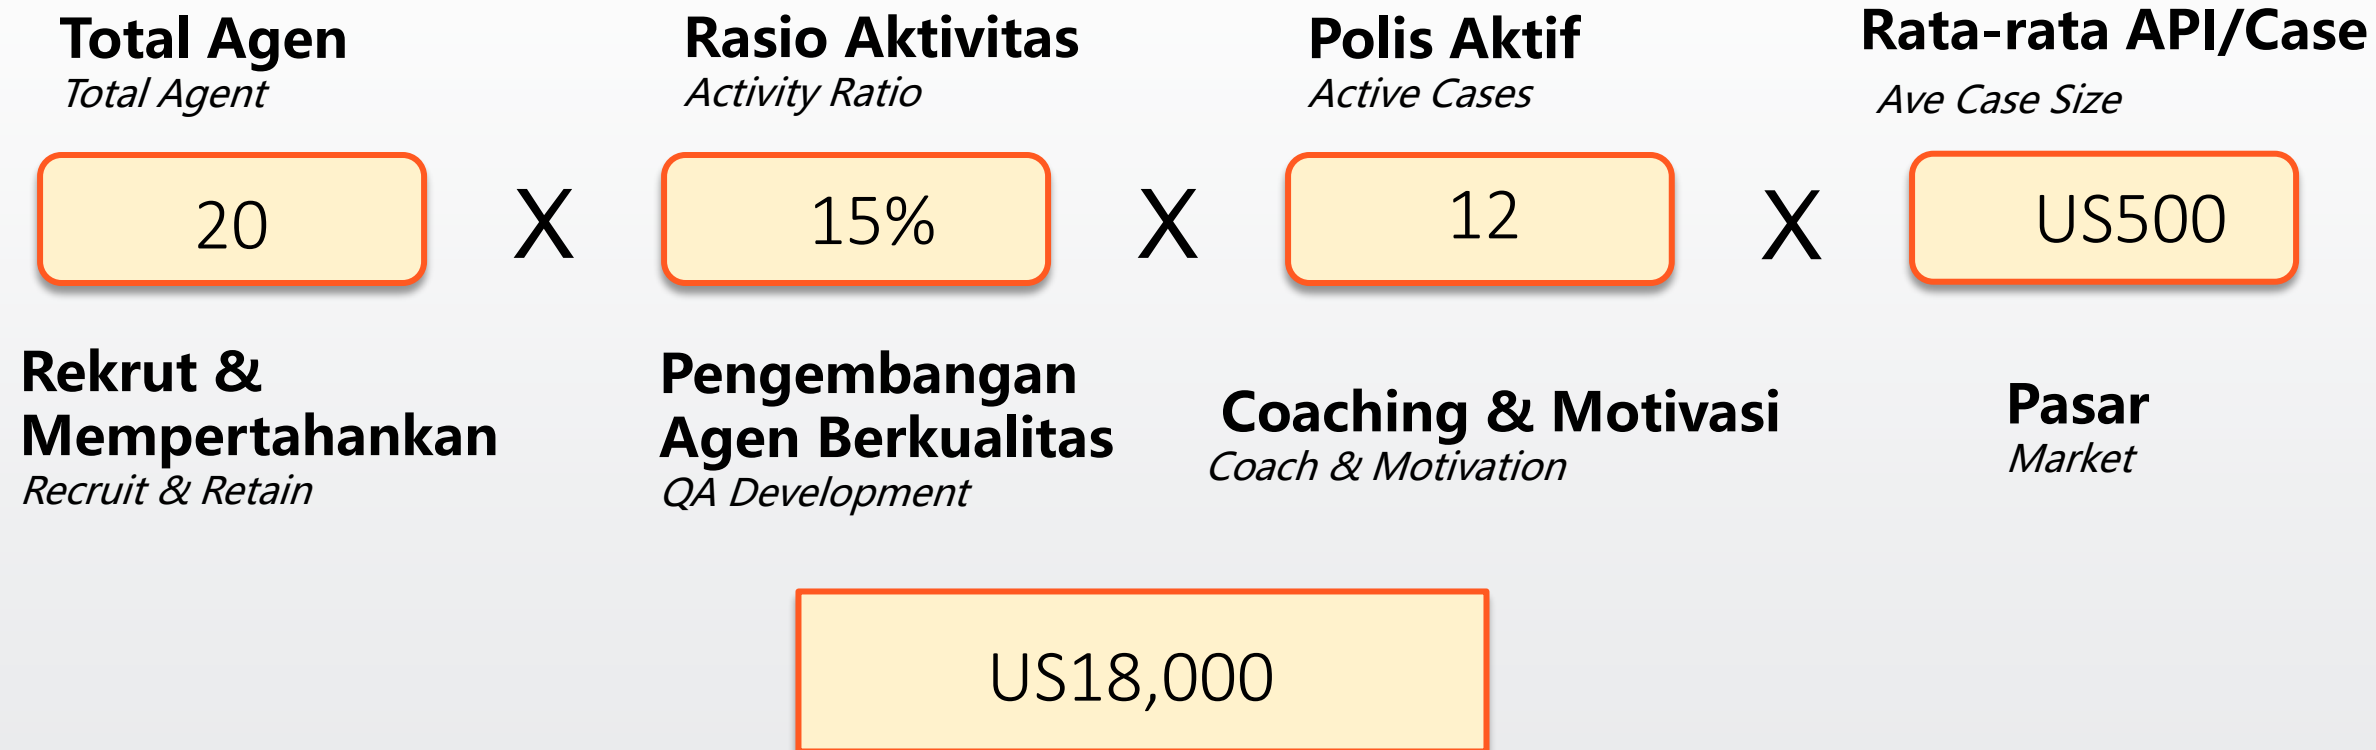 Total Agen
Total Agent
Rasio Aktivitas
Activity Ratio
Polis Aktif
Active Cases
Rata-rata API/Case
Ave Case Size
20 X 15% X 12 X US500
Rekrut &
Mempertahankan
Recruit & Retain
Pengembangan
Agen Berkualitas
QA Development
Coaching & Motivasi
Coach & Motivation
Pasar
Market
US18,000